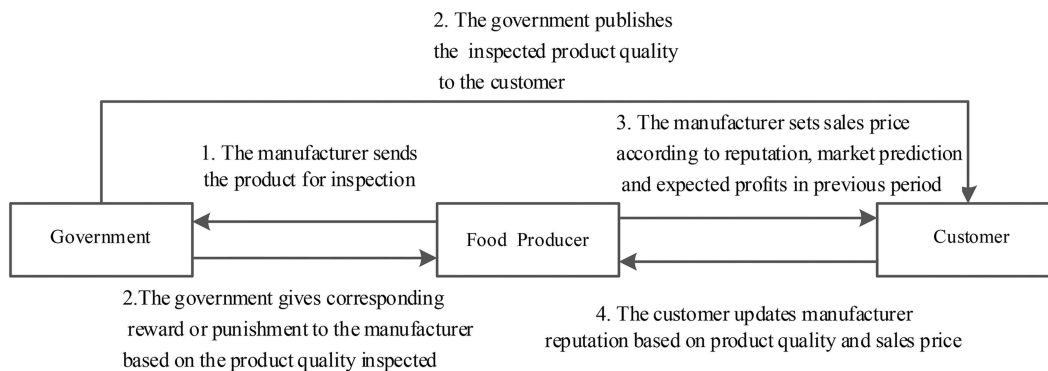 2. The government publishes
the inspected product quality
to the customer
3. The manufacturer sets sales price
according to reputation, market prediction
and expected profits in previous period
1. The manufacturer sends
the product for inspection
Government
Food Producer
Customer
2.The government gives corresponding
reward or punishment to the manufacturer
based on the product quality inspected
4. The customer updates manufacturer
reputation based on product quality and sales price